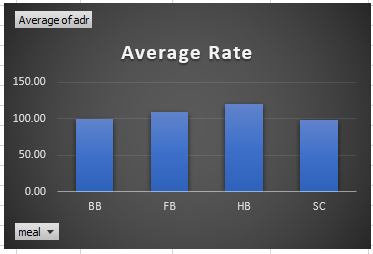 Average of adr
Average Rate
150.00
100.00
50.00
0.00
BB FB HB SC
meal